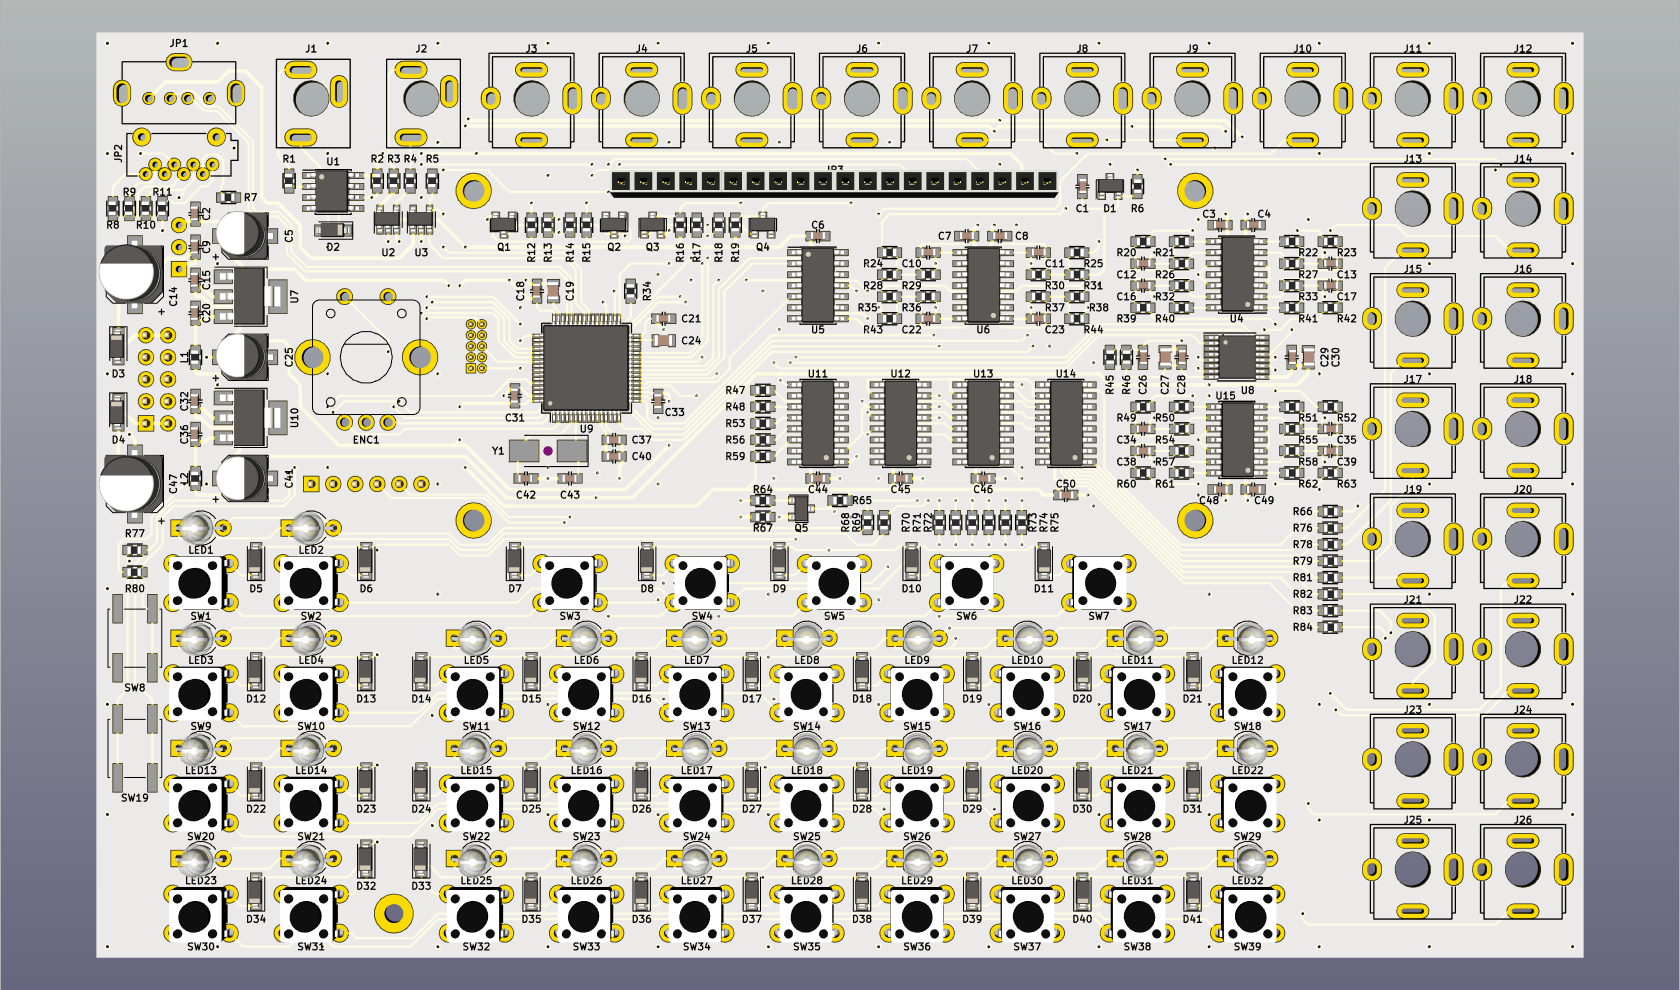 JP1 J1 J2 J3 J4 J5 J6 J7 J8 J9 J10 J11 J12
JP2 R1 U1 R2 R3 R4 R5 J13 J14
R9 R11 R7 C1 D1 R6
R8 R10 C2 D2 U2 U3 Q1 R12 R13 R14 R15 Q2 Q3 R16 R17 R18 R19 Q4 C6 C7 C8 C3 C4
C9 C5 R24 C10 C11 R25 R20 R21 R22 R23
C12 R26 R27 C13
C14 C15 U7 C18 C19 R34 R28 R29 R30 R31 J15 J16
C16 R32 R33 C17
C20 R35 R36 R37 R38
C21 U5 R43 C22 U6 C23 R44 R39 R40 U4 R41 R42
C24
D3 L1 C25 R45 R46 C26 C27 C28 U8 C29 C30
U11 U12 U13 U14 J17 J18
R47 U15
C32 U10 C31 C33 R48 R49 R50 R51 R52
D4 ENC1 U9 R53 C34 R54 R55 C35
C36 Y1 C37 R56
C40 R59 C38 R57 R58 C39
C47 L2 C41 C42 C43 R64 C44 C45 C46 C50 R60 R61 R62 R63
C48 C49 J19 J20
R65 R66
R77 R67 Q5 R68 R69 R70 R71 R72 R73 R74 R75 R76
LED1 LED2 R78
R79
R80 D5 D6 D7 D8 D9 D10 D11 R81
R82
SW1 SW2 SW3 SW4 SW5 SW6 SW7 J21 J22
R83
R84
LED3 LED4 LED5 LED6 LED7 LED8 LED9 LED10 LED11 LED12
SW8 D12 D13 D14 D15 D16 D17 D18 D19 D20 D21
J23 J24
SW9 SW10 SW11 SW12 SW13 SW14 SW15 SW16 SW17 SW18
LED13 LED14 LED15 LED16 LED17 LED18 LED19 LED20 LED21 LED22
SW19 D22 D23 D24 D25 D26 D27 D28 D29 D30 D31
J25 J26
SW20 SW21 SW22 SW23 SW24 SW25 SW26 SW27 SW28 SW29
LED23 LED24 D32 D33 LED25 LED26 LED27 LED28 LED29 LED30 LED31 LED32
D34 D35 D36 D37 D38 D39 D40 D41
SW30 SW31 SW32 SW33 SW34 SW35 SW36 SW37 SW38 SW39